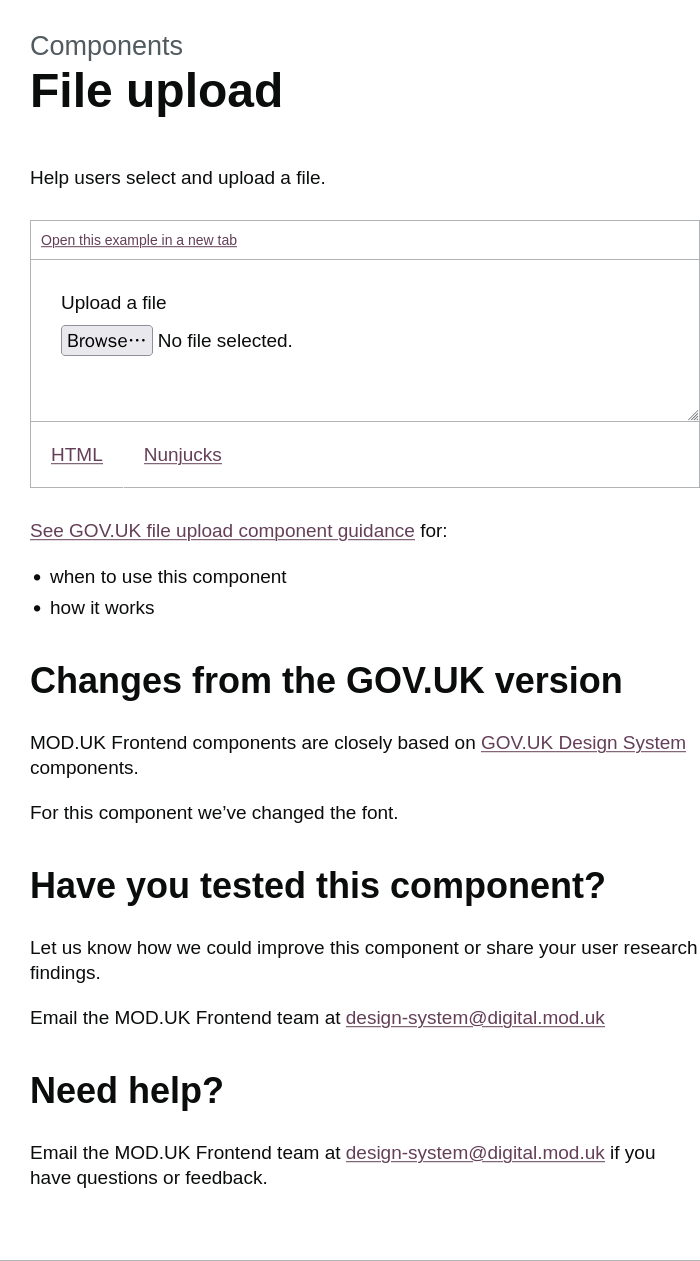 Components
File upload
Help users select and upload a file.
Open this example in a new tab
Upload a file
Browse… No file selected.
HTML Nunjucks
See GOV.UK file upload component guidance for:
• when to use this component
• how it works
Changes from the GOV.UK version
MOD.UK Frontend components are closely based on GOV.UK Design System
components.
For this component we’ve changed the font.
Have you tested this component?
Let us know how we could improve this component or share your user research
findings.
Email the MOD.UK Frontend team at design-system@digital.mod.uk
Need help?
Email the MOD.UK Frontend team at design-system@digital.mod.uk if you
have questions or feedback.